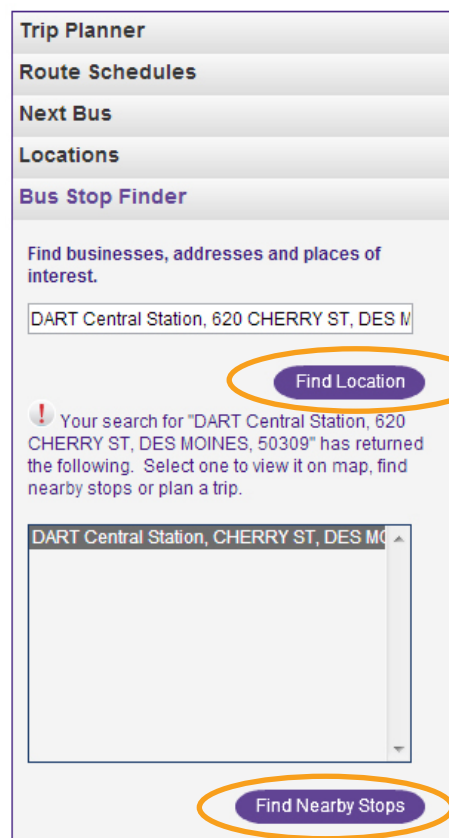 Trip Planner
Route Schedules
Next Bus
Locations
Bus Stop Finder
Find businesses, addresses and places of
interest.
DART Central Station, 620 CHERRY ST, DES M
Find Location
! Your search for "DART Central Station, 620
CHERRY ST, DES MOINES, 50309" has returned
the following. Select one to view it on map, find
nearby stops or plan a trip.
DART Central Station, CHERRY ST, DES MO
Find Nearby Stops